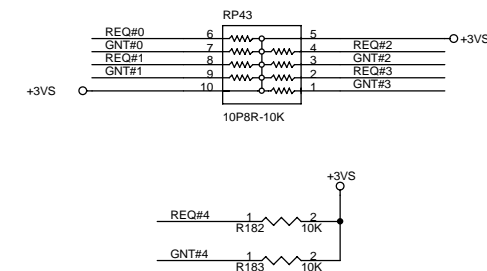 RP43
REQ#0 6 5 +3VS
GNT#0 7 4 REQ#2
REQ#1 8 3 GNT#2
GNT#1 9 2 REQ#3
+3VS 10 1 GNT#3
10P8R-10K
+3VS
REQ#4 1 2
R182 10K
GNT#4 1 2
R183 10K